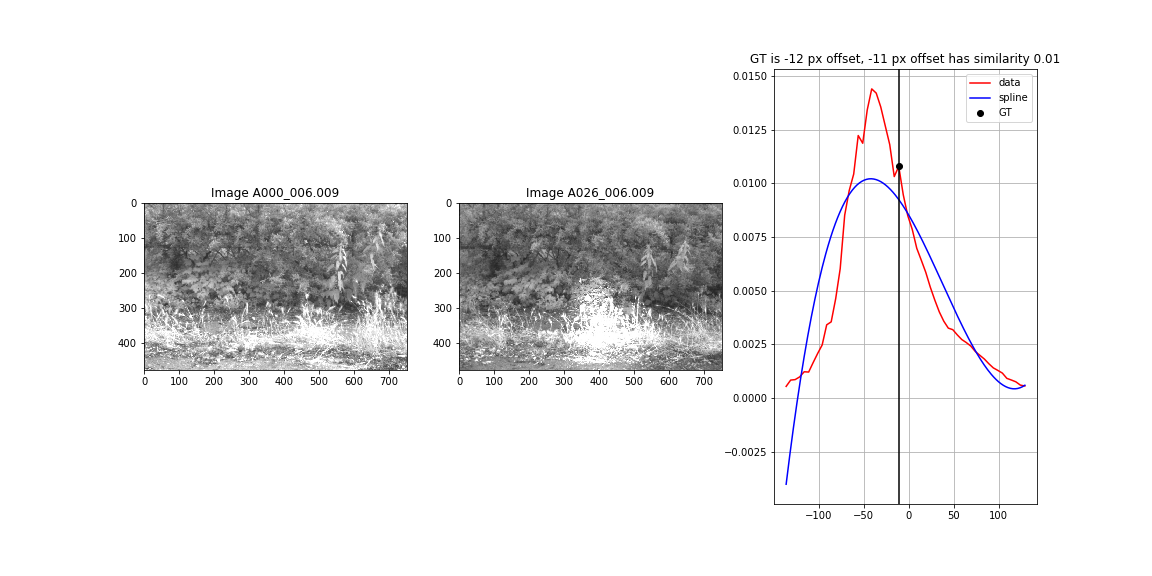 GT is -12 px offset, -11 px offset has similarity 0.01
Image A000_006.009
Image A026_006.009
data
spline
GT
0
100
200
300
400
0 100 200 300 400 500 600 700
0
100
200
300
400
0 100 200 300 400 500 600 700
0.0150
0.0125
0.0100
0.0075
0.0050
0.0025
0.0000
−0.0025
−100 −50 0 50 100